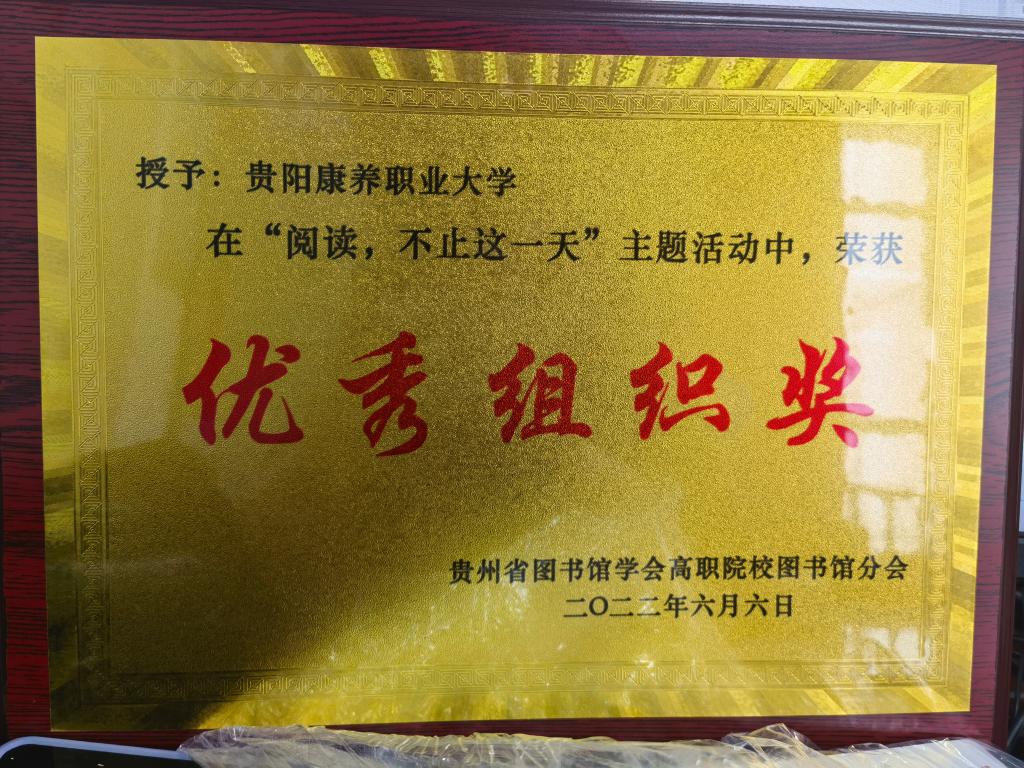 授予：贵阳康养职业大学
在“阅读，不止这一天”主题活动中，荣获
优秀组织奖
贵州省图书馆学会高职院校图书馆分会
二〇二二年六月六日